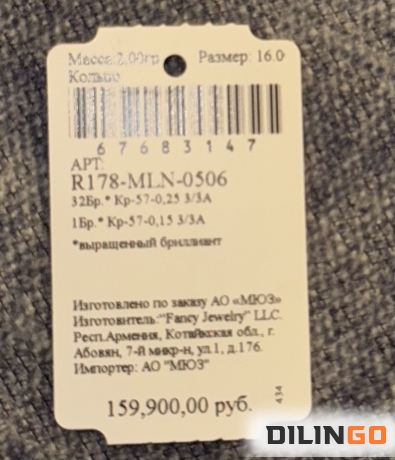 Масса 2,00гр Размер: 16.0
Кольцо
67683147
АРТ.
R178-MLN-0506
32Бр.* Кр-57-0,25 3/3А
1Бр.* Кр-57-0,15 3/3А
*выращенный бриллиант
Изготовлено по заказу АО «МЮЗ»
Изготовитель:"Fancy Jewelry" LLC.
Респ.Армения, Котайкская обл., г.
Абовян, 7-й микр-н, ул.1, д.176.
Импортер: АО "МЮЗ"
434
159,900,00 руб.
DILINGO